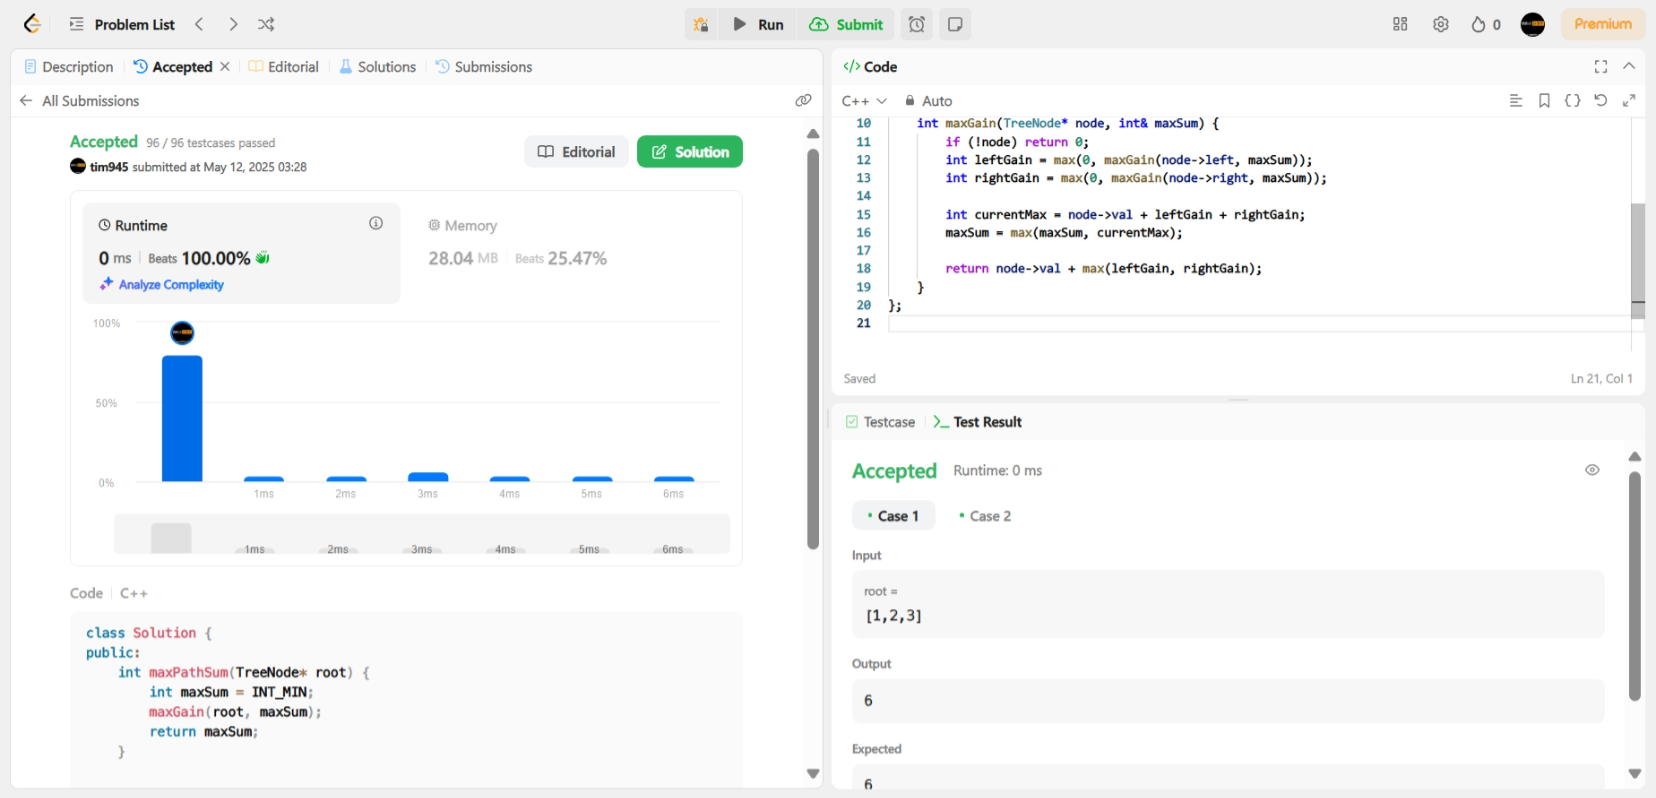 Problem List
Run
Submit
0
Premium
Description
Accepted
Editorial
Solutions
Submissions
All Submissions
Accepted 96 / 96 testcases passed
tim945 submitted at May 12, 2025 03:28
Editorial
Solution
Runtime
0 ms Beats 100.00%
Analyze Complexity
Memory
28.04 MB Beats 25.47%
100%
50%
0%
1ms 2ms 3ms 4ms 5ms 6ms
1ms 2ms 3ms 4ms 5ms 6ms
Code C++
class Solution {
public:
int maxPathSum(TreeNode* root) {
int maxSum = INT_MIN;
maxGain(root, maxSum);
return maxSum;
}
</> Code
C++ Auto
10 int maxGain(TreeNode* node, int& maxSum) {
11 if (!node) return 0;
12 int leftGain = max(0, maxGain(node->left, maxSum));
13 int rightGain = max(0, maxGain(node->right, maxSum));
14
15 int currentMax = node->val + leftGain + rightGain;
16 maxSum = max(maxSum, currentMax);
17
18 return node->val + max(leftGain, rightGain);
19 }
20 };
21
Saved
Ln 21, Col 1
Testcase
Test Result
Accepted Runtime: 0 ms
Case 1
Case 2
Input
root =
[1,2,3]
Output
6
Expected
6